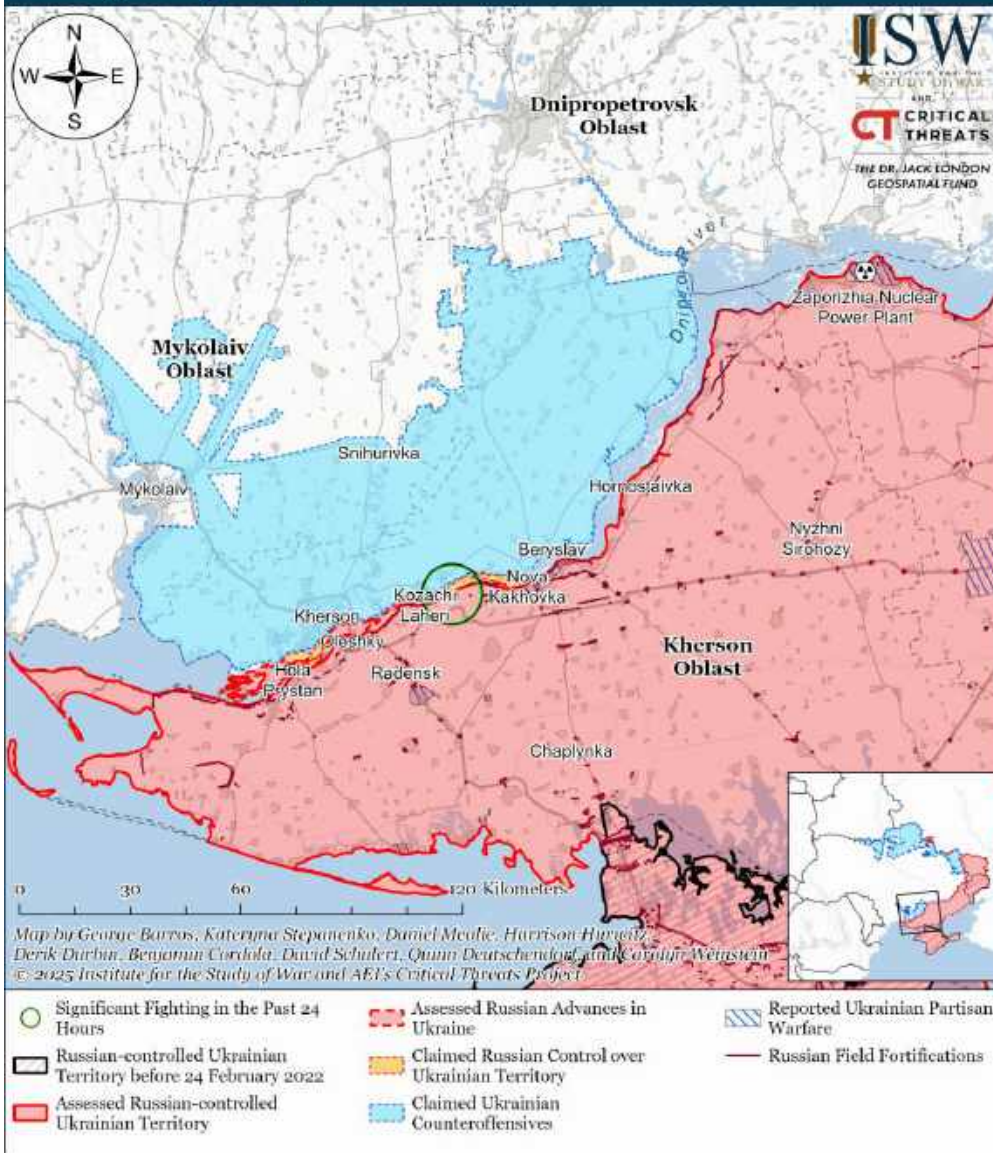 N
W E
S
ISW
INSTITUTE FOR THE
STUDY OF WAR
AND
CT CRITICAL
THREATS
THE DR. JACK LONDON
GEOSPATIAL FUND
Dnipropetrovsk
Oblast
Dnipro River
Zaporizhia Nuclear
Power Plant
Mykolaiv
Oblast
Snihurivka
Mykolaiv
Hornostaivka
Nyzhni
Sirohozy
Beryslav
Nova
Kakhovka
Kozachi
Laheri
Kherson
Oleshky
Kherson
Oblast
Hola
Prystan
Radensk
Chaplynka
0 30 60 120 Kilometers
Map by George Barros, Kateryna Stepanenko, Daniel Mealie, Harrison Hurwitz,
Derik Durbin, Benjamin Cordola, David Schulert, Quinn Deutschendorf, and Carolyn Weinstein
© 2025 Institute for the Study of War and AEI's Critical Threats Project
Significant Fighting in the Past 24
Hours
Russian-controlled Ukrainian
Territory before 24 February 2022
Assessed Russian-controlled
Ukrainian Territory
Assessed Russian Advances in
Ukraine
Claimed Russian Control over
Ukrainian Territory
Claimed Ukrainian
Counteroffensives
Reported Ukrainian Partisan
Warfare
Russian Field Fortifications